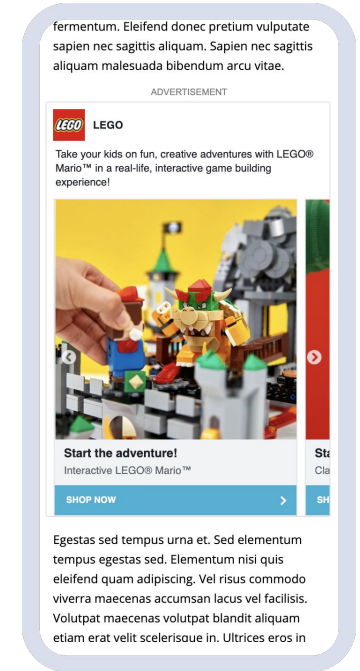 fermentum. Eleifend donec pretium vulputate
sapien nec sagittis aliquam. Sapien nec sagittis
aliquam malesuada bibendum arcu vitae.
ADVERTISEMENT
LEGO
LEGO
Take your kids on fun, creative adventures with LEGO®
Mario™ in a real-life, interactive game building
experience!
Start the adventure!
Interactive LEGO® Mario™
SHOP NOW
Sta
Cla
SH
Egestas sed tempus urna et. Sed elementum
tempus egestas sed. Elementum nisi quis
eleifend quam adipiscing. Vel risus commodo
viverra maecenas accumsan lacus vel facilisis.
Volutpat maecenas volutpat blandit aliquam
etiam erat velit scelerisque in. Ultrices eros in